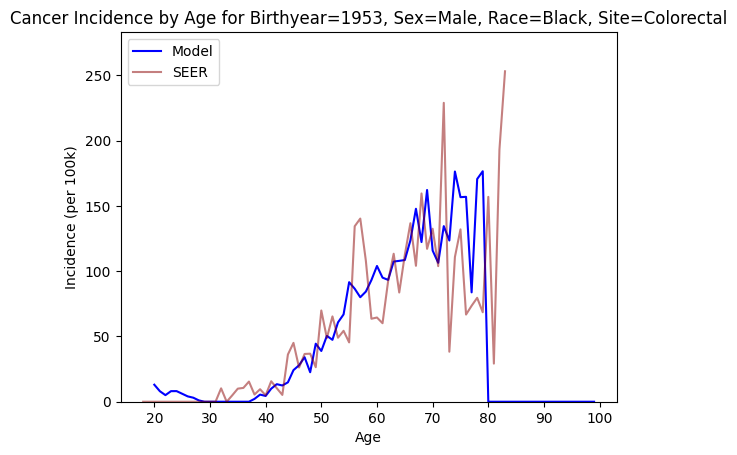 Cancer Incidence by Age for Birthyear=1953, Sex=Male, Race=Black, Site=Colorectal
Model
SEER
Incidence (per 100k)
250
200
150
100
50
0
20 30 40 50 60 70 80 90 100
Age